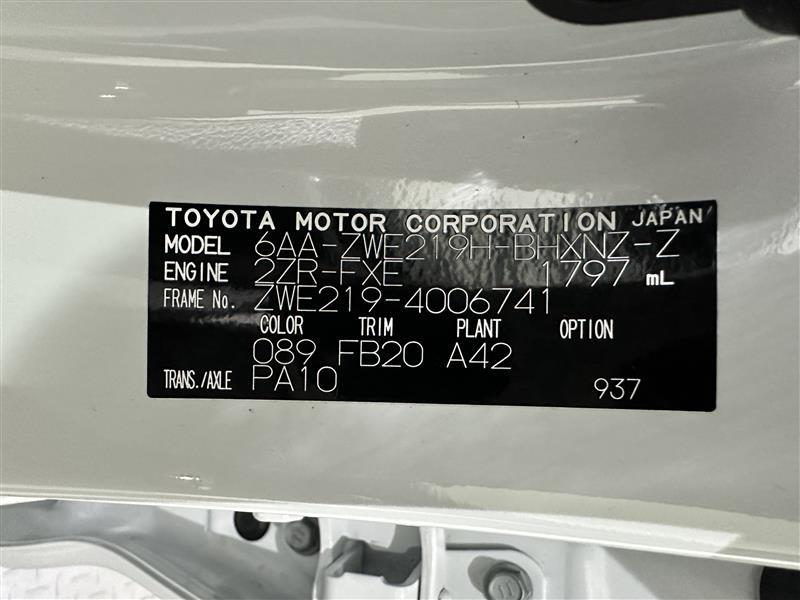 TOYOTA MOTOR CORPORATION JAPAN
MODEL 6AA-ZWE219H-BHXNZ-Z
ENGINE 2ZR-FXE 1797 mL
FRAME No. ZWE219-4006741
COLOR TRIM PLANT OPTION
089 FB20 A42
TRANS./AXLE PA10 937